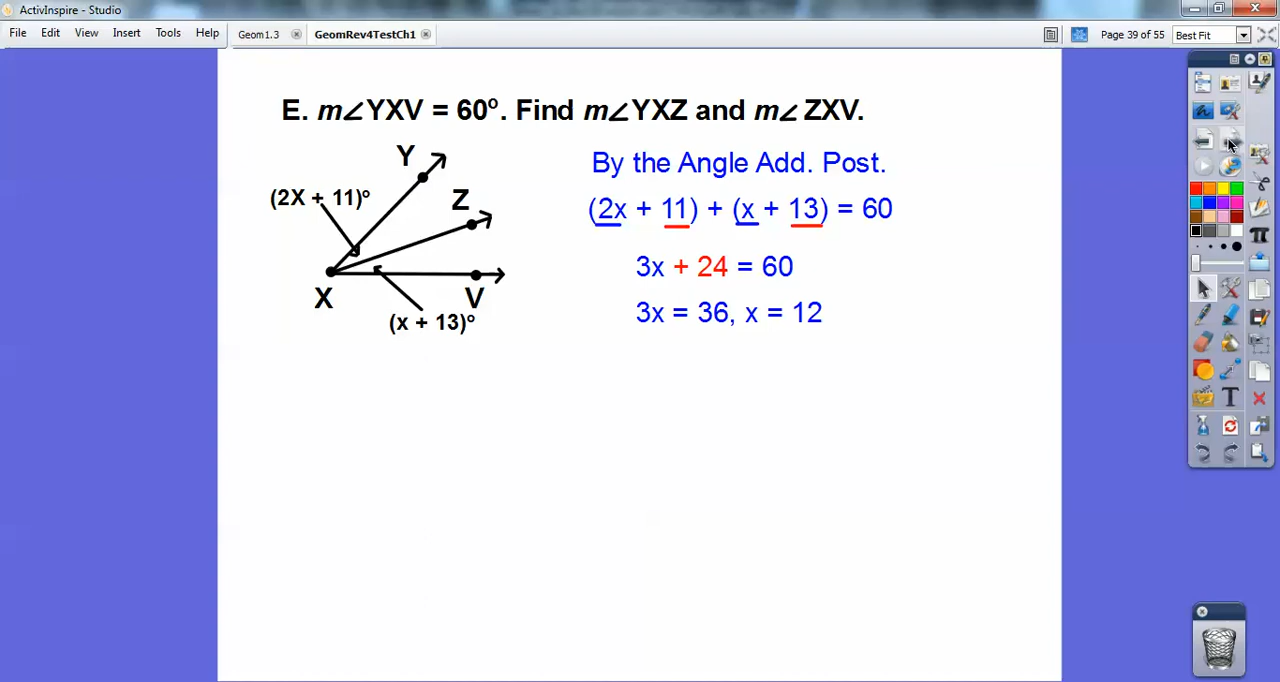 ActivInspire - Studio
File Edit View Insert Tools Help
Geom1.3
GeomRev4TestCh1
Page 39 of 55
Best Fit
E. m∠YXV = 60º. Find m∠YXZ and m∠ ZXV.
Y
(2X + 11)º
Z
X
V
(x + 13)º
By the Angle Add. Post.
(2x + 11) + (x + 13) = 60
3x + 24 = 60
3x = 36, x = 12